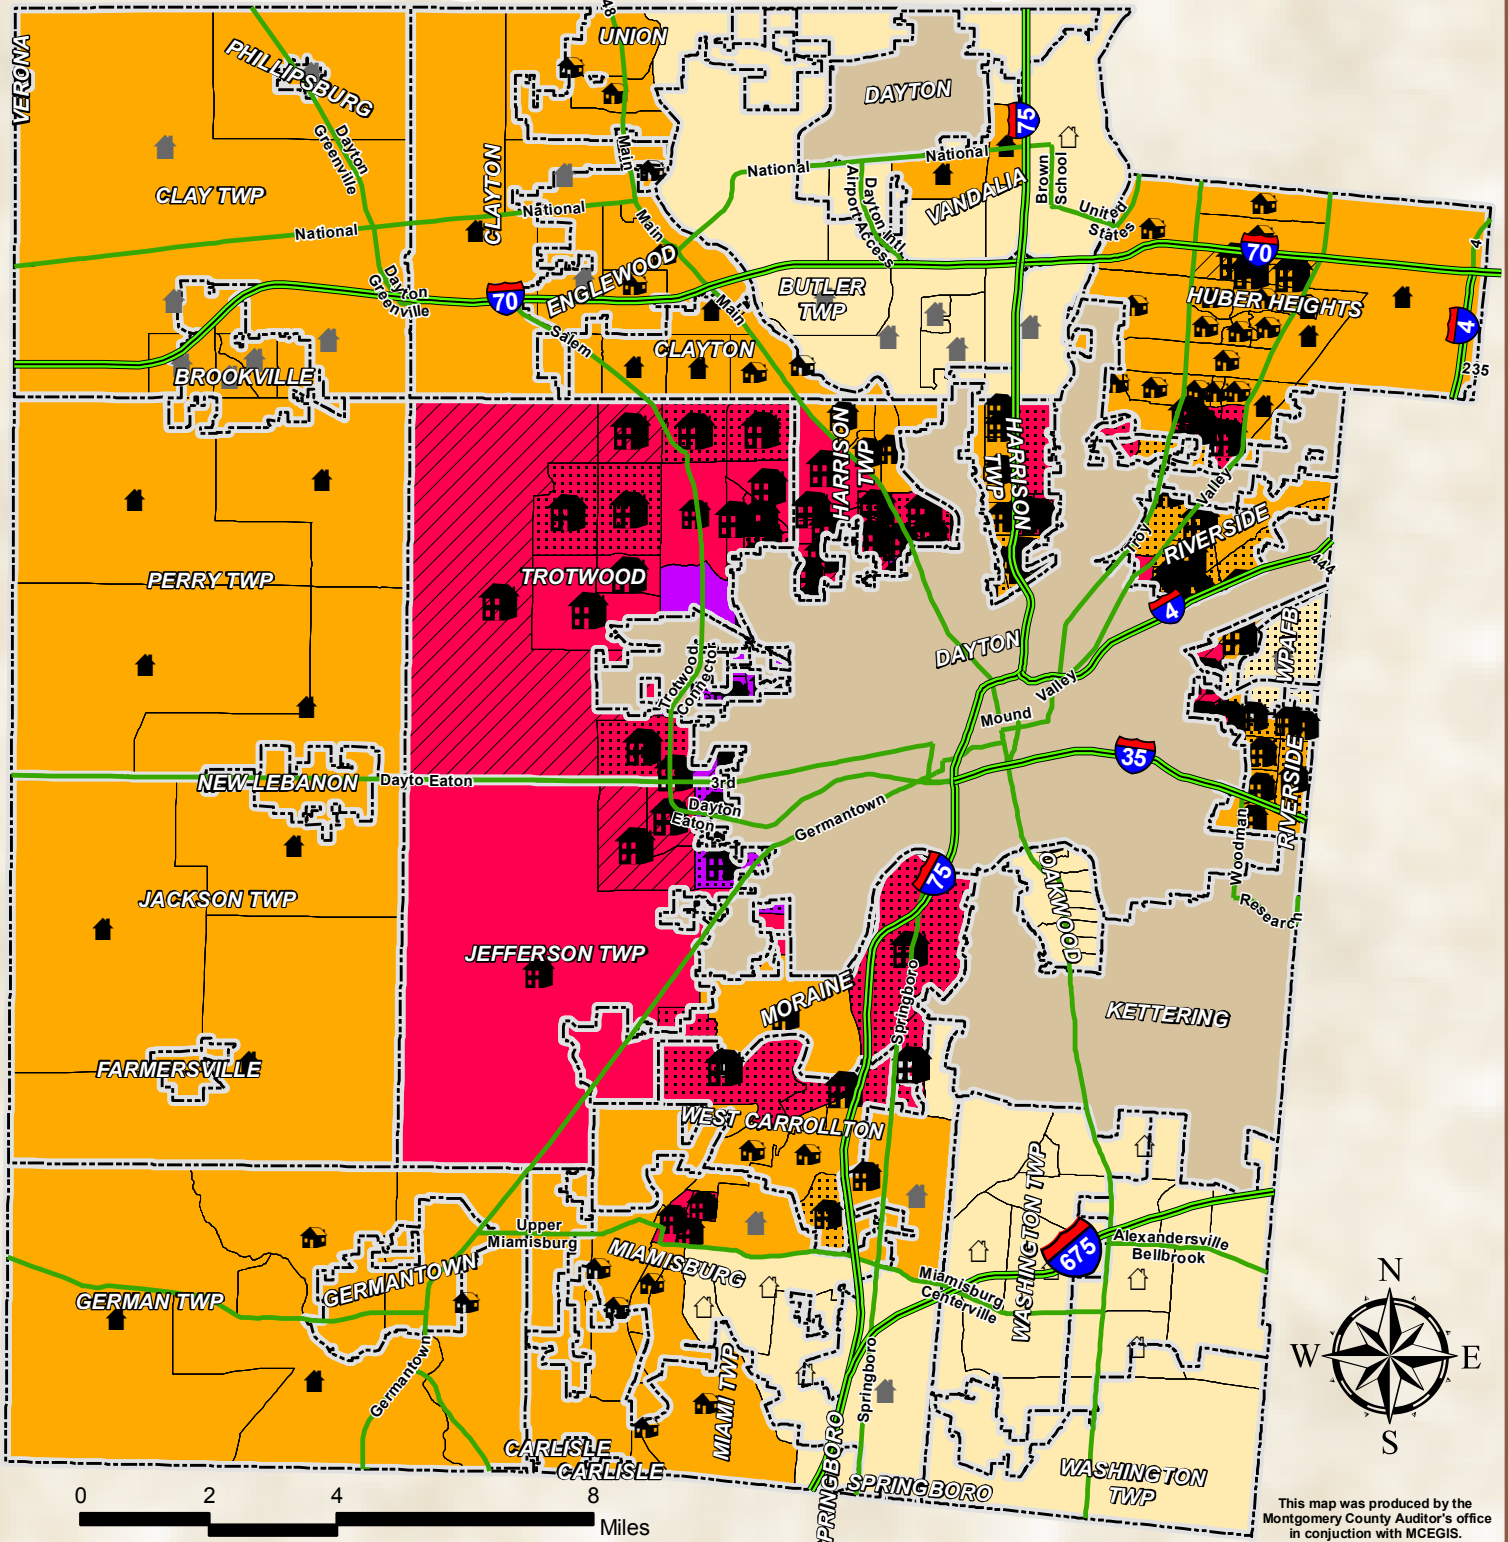 48
UNION
VERONA
PHILLIPSBURG
DAYTON
75
Dayton
Greenville
Main
National
National
Brown
School
CLAYTON
CLAY TWP
Airport Access
Dayton Intl
VANDALIA
United
States
National
National
Main
4
70
ENGLEWOOD
Dayton
Greenville
70
BUTLER
TWP
HUBER HEIGHTS
Main
4
Salem
CLAYTON
235
BROOKVILLE
HARRISON
TWP
HARRISON
TWP
Valley
Troy
RIVERSIDE
444
PERRY TWP
TROTWOOD
4
WPAFB
DAYTON
Trotwood
Connector
Valley
Mound
35
NEW LEBANON
Dayto Eaton
3rd
RIVERSIDE
Dayton
Eaton
Germantown
Woodman
75
OAKWOOD
JACKSON TWP
Research
JEFFERSON TWP
MORAINE
Springboro
KETTERING
FARMERSVILLE
WEST CARROLLTON
WASHINGTON TWP
Upper
Miamisburg
Alexandersville
Bellbrook
675
MIAMISBURG
GERMANTOWN
Miamisburg
Centerville
GERMAN TWP
N
W
E
S
Germantown
Springboro
MIAMI TWP
CARLISLE
CARLISLE
SPRINGBORO
SPRINGBORO
WASHINGTON
TWP
0 2 4 8
Miles
This map was produced by the
Montgomery County Auditor's office
in conjuction with MCEGIS.